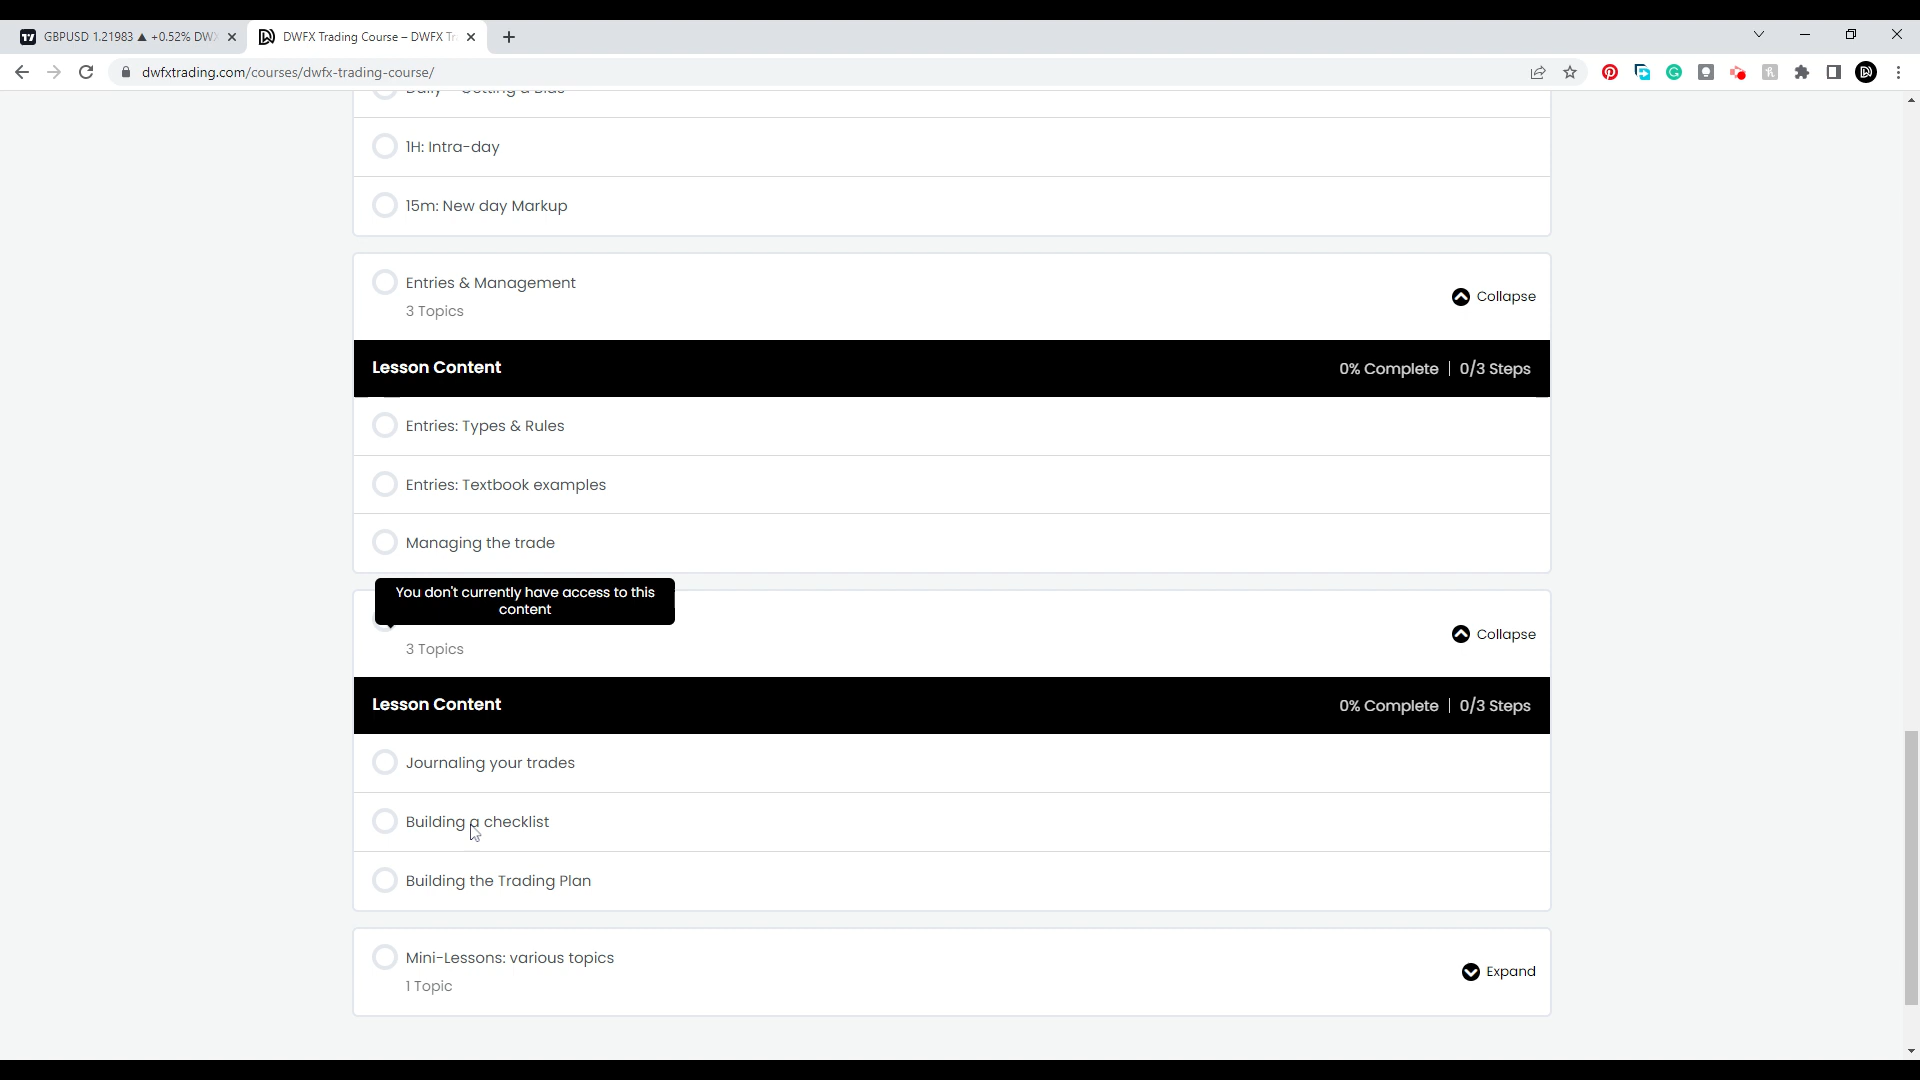 GBPUSD 1.21983 ▲ +0.52% DWX
DWFX Trading Course – DWFX Tr
dwfxtrading.com/courses/dwfx-trading-course/
1H: Intra-day
15m: New day Markup
Entries & Management
3 Topics
Collapse
Lesson Content
0% Complete | 0/3 Steps
Entries: Types & Rules
Entries: Textbook examples
Managing the trade
You don't currently have access to this
content
3 Topics
Collapse
Lesson Content
0% Complete | 0/3 Steps
Journaling your trades
Building a checklist
Building the Trading Plan
Mini-Lessons: various topics
1 Topic
Expand